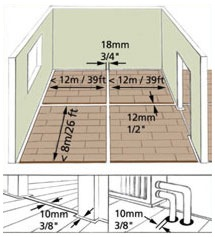 18mm
3/4"
< 12m / 39ft
< 12m / 39ft
< 8m/26 ft
12mm
1/2"
10mm
3/8"
10mm
3/8"